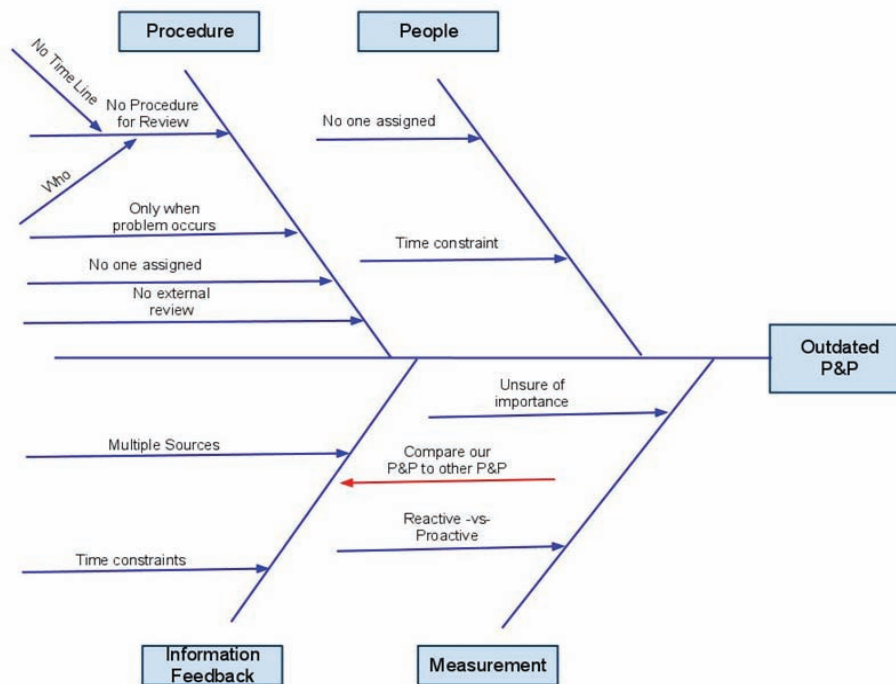 Procedure
People
No Time Line
No Procedure
for Review
Who
Only when
problem occurs
No one assigned
No external
review
No one assigned
Time constraint
Outdated
P&P
Multiple Sources
Time constraints
Unsure of
importance
Compare our
P&P to other P&P
Reactive -vs-
Proactive
Information
Feedback
Measurement